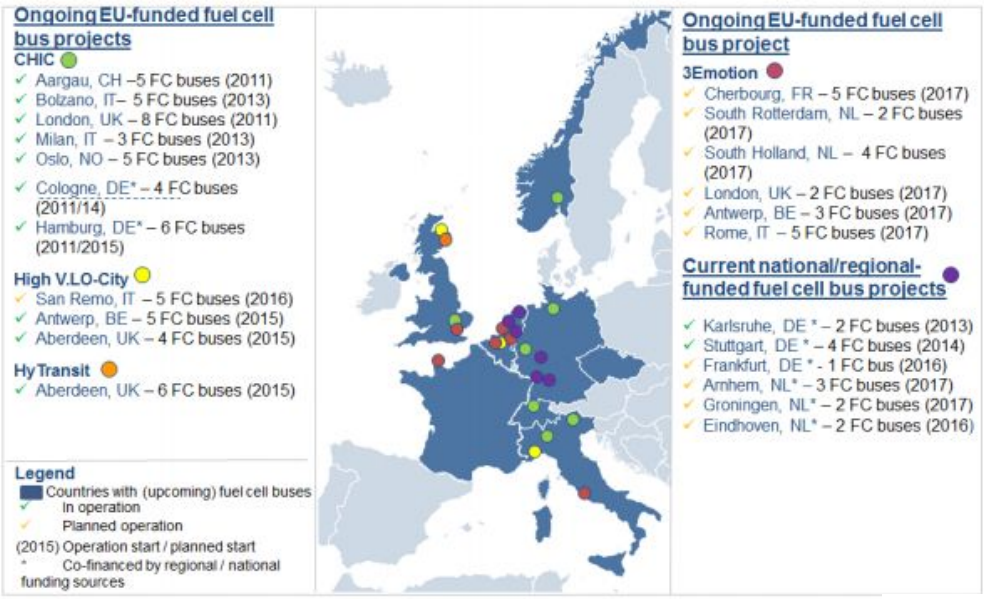 Ongoing EU-funded fuel cell
bus projects
CHIC
✓ Aargau, CH –5 FC buses (2011)
✓ Bolzano, IT– 5 FC buses (2013)
✓ London, UK – 8 FC buses (2011)
✓ Milan, IT – 3 FC buses (2013)
✓ Oslo, NO – 5 FC buses (2013)
✓ Cologne, DE* – 4 FC buses
(2011/14)
✓ Hamburg, DE* – 6 FC buses
(2011/2015)
High V.LO-City
✓ San Remo, IT – 5 FC buses (2016)
✓ Antwerp, BE – 5 FC buses (2015)
✓ Aberdeen, UK – 4 FC buses (2015)
HyTransit
✓ Aberdeen, UK – 6 FC buses (2015)
Legend
Countries with (upcoming) fuel cell buses
✓ In operation
✓ Planned operation
(2015) Operation start / planned start
* Co-financed by regional / national
funding sources
Ongoing EU-funded fuel cell
bus project
3Emotion
✓ Cherbourg, FR – 5 FC buses (2017)
✓ South Rotterdam, NL – 2 FC buses
(2017)
✓ South Holland, NL – 4 FC buses
(2017)
✓ London, UK – 2 FC buses (2017)
✓ Antwerp, BE – 3 FC buses (2017)
✓ Rome, IT – 5 FC buses (2017)
Current national/regional-
funded fuel cell bus projects
✓ Karlsruhe, DE * – 2 FC buses (2013)
✓ Stuttgart, DE * – 4 FC buses (2014)
✓ Frankfurt, DE * - 1 FC bus (2016)
✓ Arnhem, NL* – 3 FC buses (2017)
✓ Groningen, NL* – 2 FC buses (2017)
✓ Eindhoven, NL* – 2 FC buses (2016)